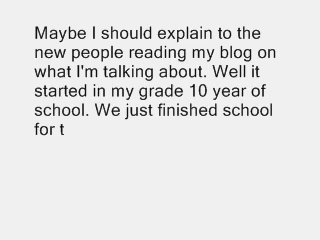 Maybe I should explain to the
new people reading my blog on
what I'm talking about. Well it
started in my grade 10 year of
school. We just finished school
for t